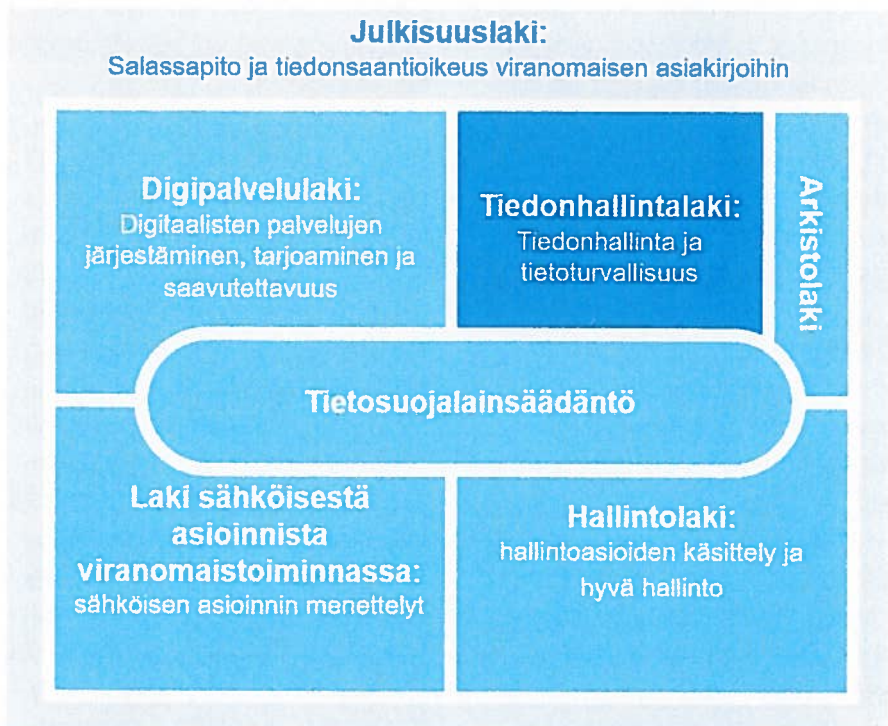 Julkisuuslaki:
Salassapito ja tiedonsaantioikeus viranomaisen asiakirjoihin
Digipalvelulaki:
Digitaalisten palvelujen
järjestäminen, tarjoaminen ja
saavutettavuus
Tiedonhallintalaki:
Tiedonhallinta ja
tietoturvallisuus
Arkistolaki
Tietosuojalainsäädäntö
Laki sähköisestä
asioinnista
viranomaistoiminnassa:
sähköisen asioinnin menettelyt
Hallintolaki:
hallintoasioiden käsittely ja
hyvä hallinto